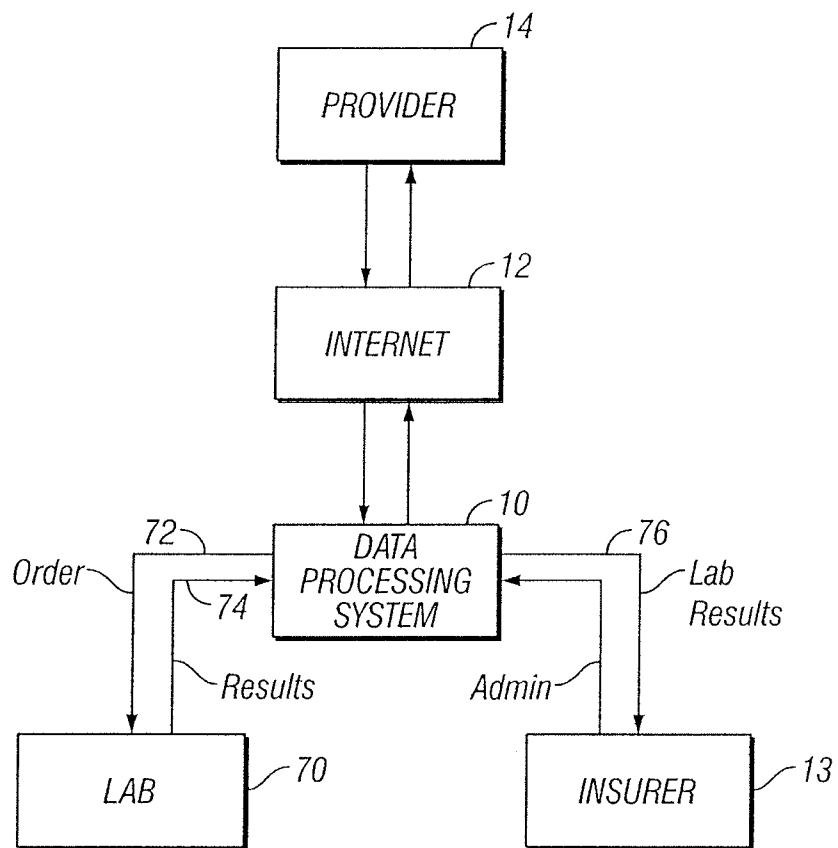 14
PROVIDER
12
INTERNET
10
72
76
DATA
PROCESSING
SYSTEM
Order
74
Lab
Results
Results
Admin
LAB
70
INSURER
13